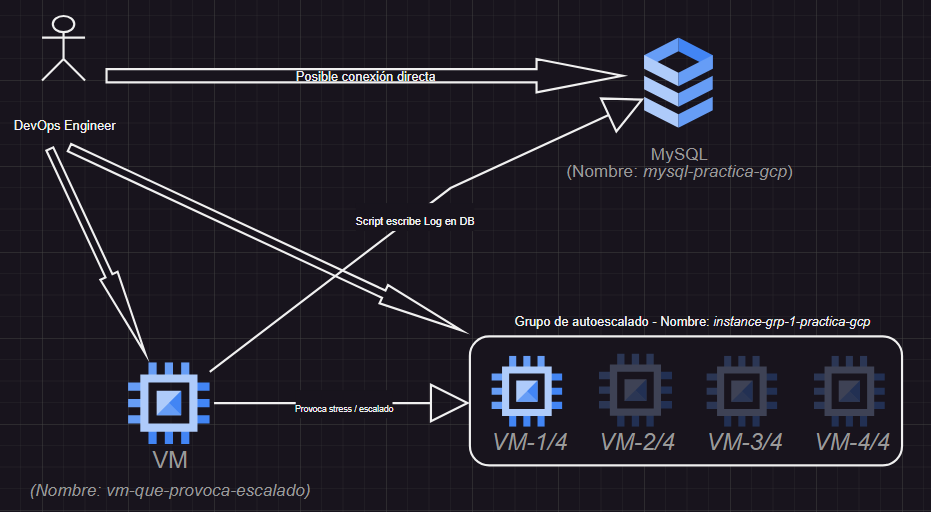 Posible conexión directa
DevOps Engineer
MySQL
(Nombre: mysql-practica-gcp)
Script escribe Log en DB
Grupo de autoescalado - Nombre: instance-grp-1-practica-gcp
Provoca stress / escalado
VM-1/4
VM-2/4
VM-3/4
VM-4/4
VM
(Nombre: vm-que-provoca-escalado)